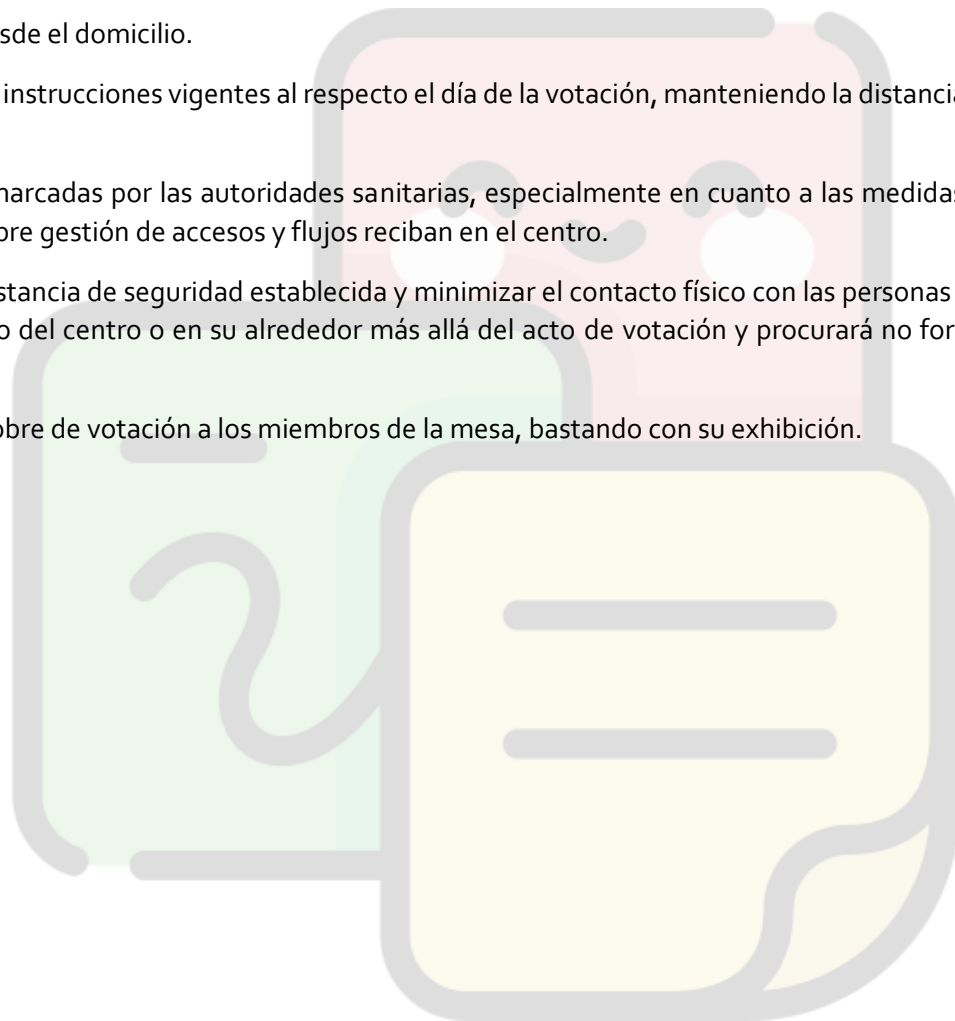 sde el domicilio.
instrucciones vigentes al respecto el día de la votación, manteniendo la distancia
marcadas por las autoridades sanitarias, especialmente en cuanto a las medidas
bre gestión de accesos y flujos reciban en el centro.
stancia de seguridad establecida y minimizar el contacto físico con las personas
o del centro o en su alrededor más allá del acto de votación y procurará no for
obre de votación a los miembros de la mesa, bastando con su exhibición.